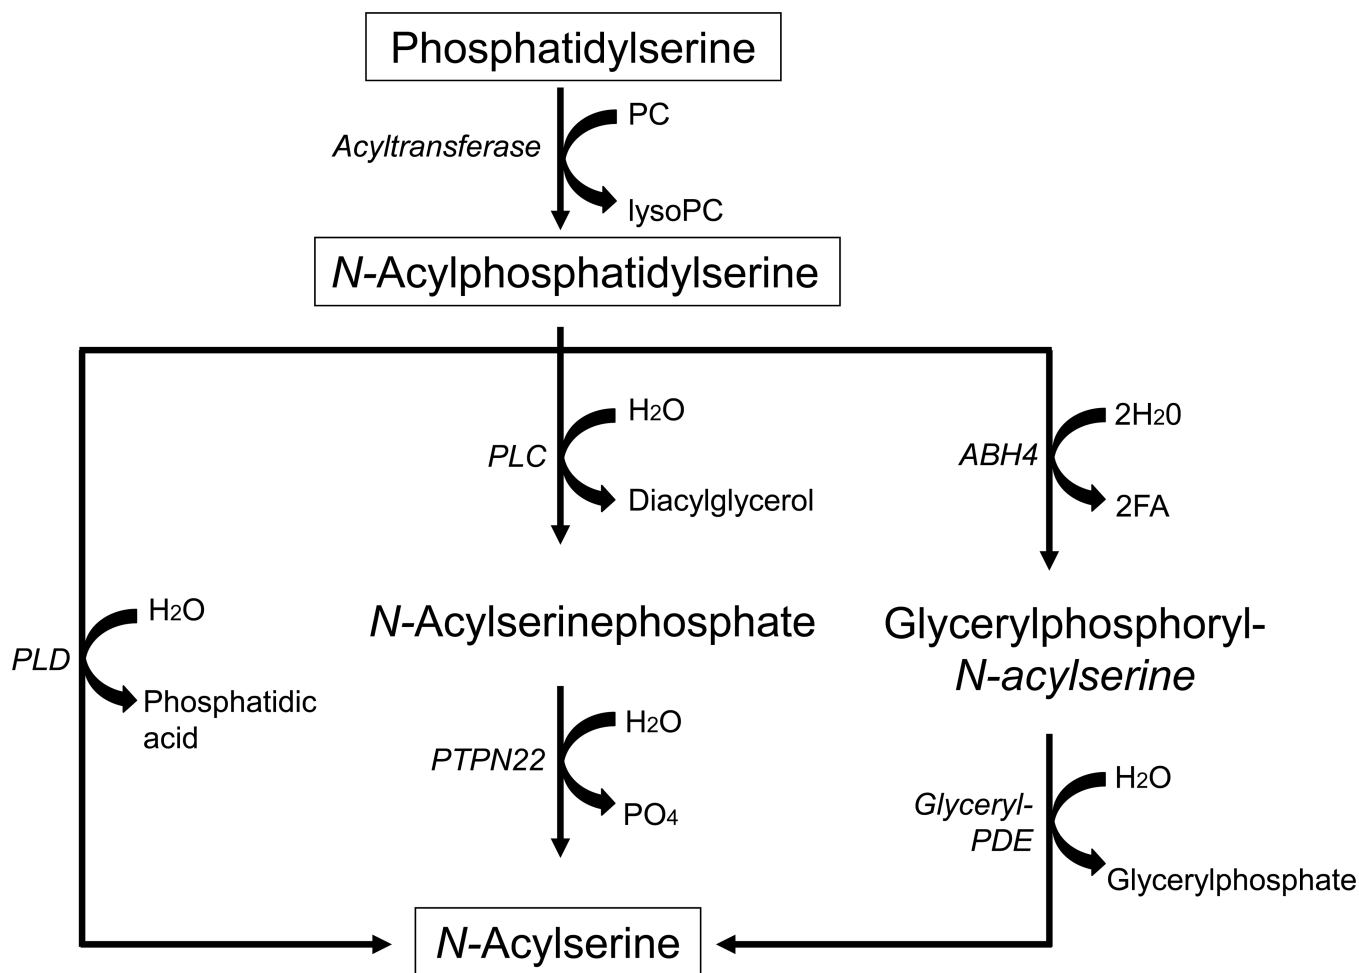 Phosphatidylserine
PC
Acyltransferase
lysoPC
N-Acylphosphatidylserine
H2O
2H20
PLC
ABH4
Diacylglycerol
2FA
H2O
N-Acylserinephosphate
Glycerylphosphoryl-
N-acylserine
PLD
Phosphatidic
acid
H2O
PTPN22
PO4
H2O
Glyceryl-
PDE
Glycerylphosphate
N-Acylserine